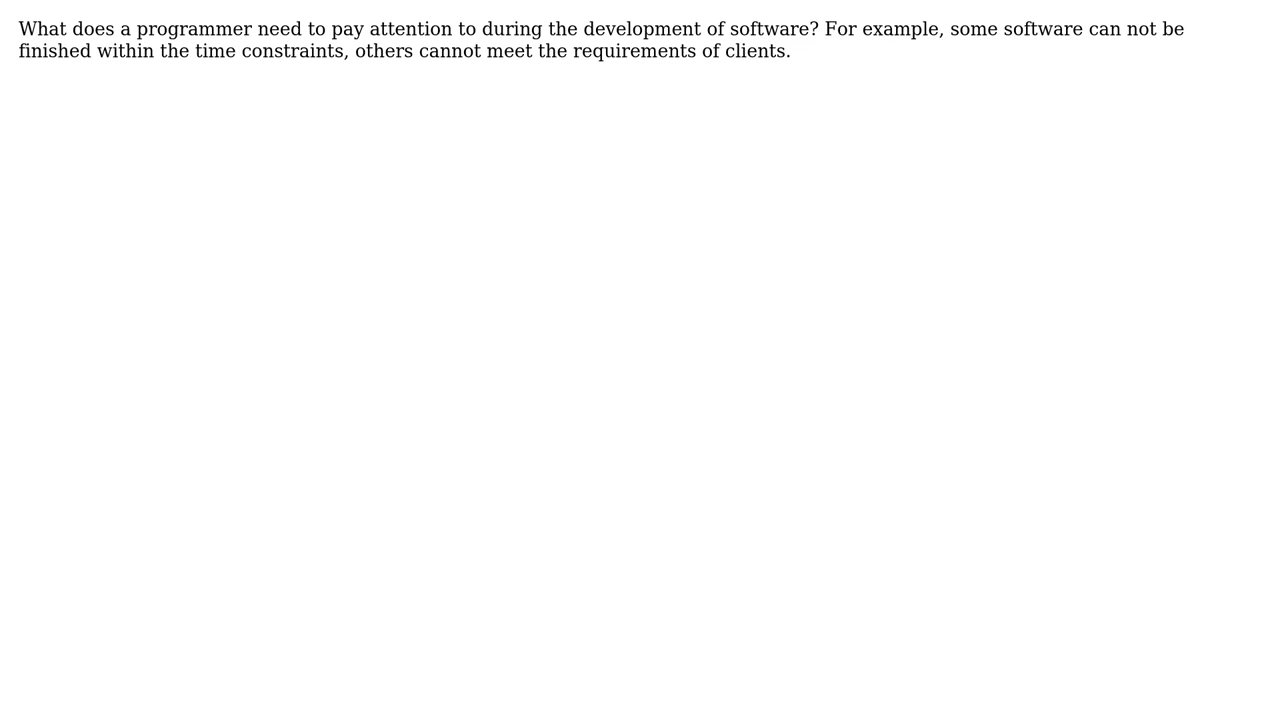 What does a programmer need to pay attention to during the development of software? For example, some software can not be
finished within the time constraints, others cannot meet the requirements of clients.